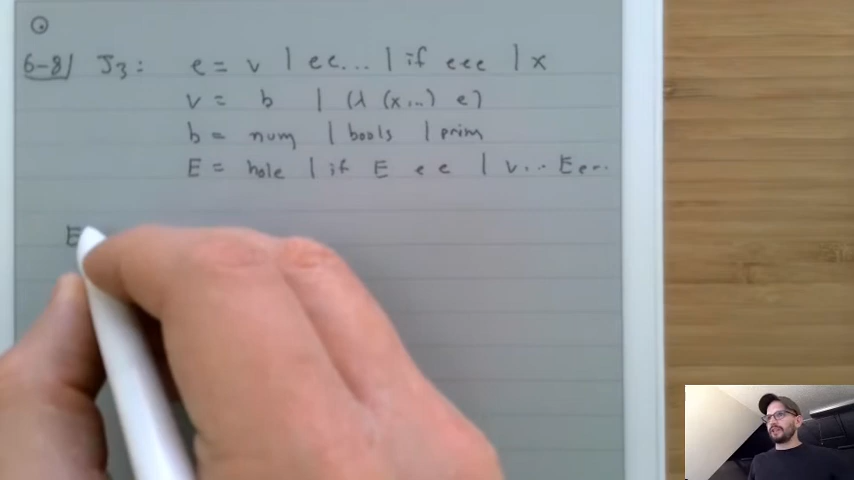 6-8/ J3: e = v | ee... | if eee | x
v = b | (λ (x...) e)
b = num | bools | prim
E = hole | if E e e | v... E e...
E